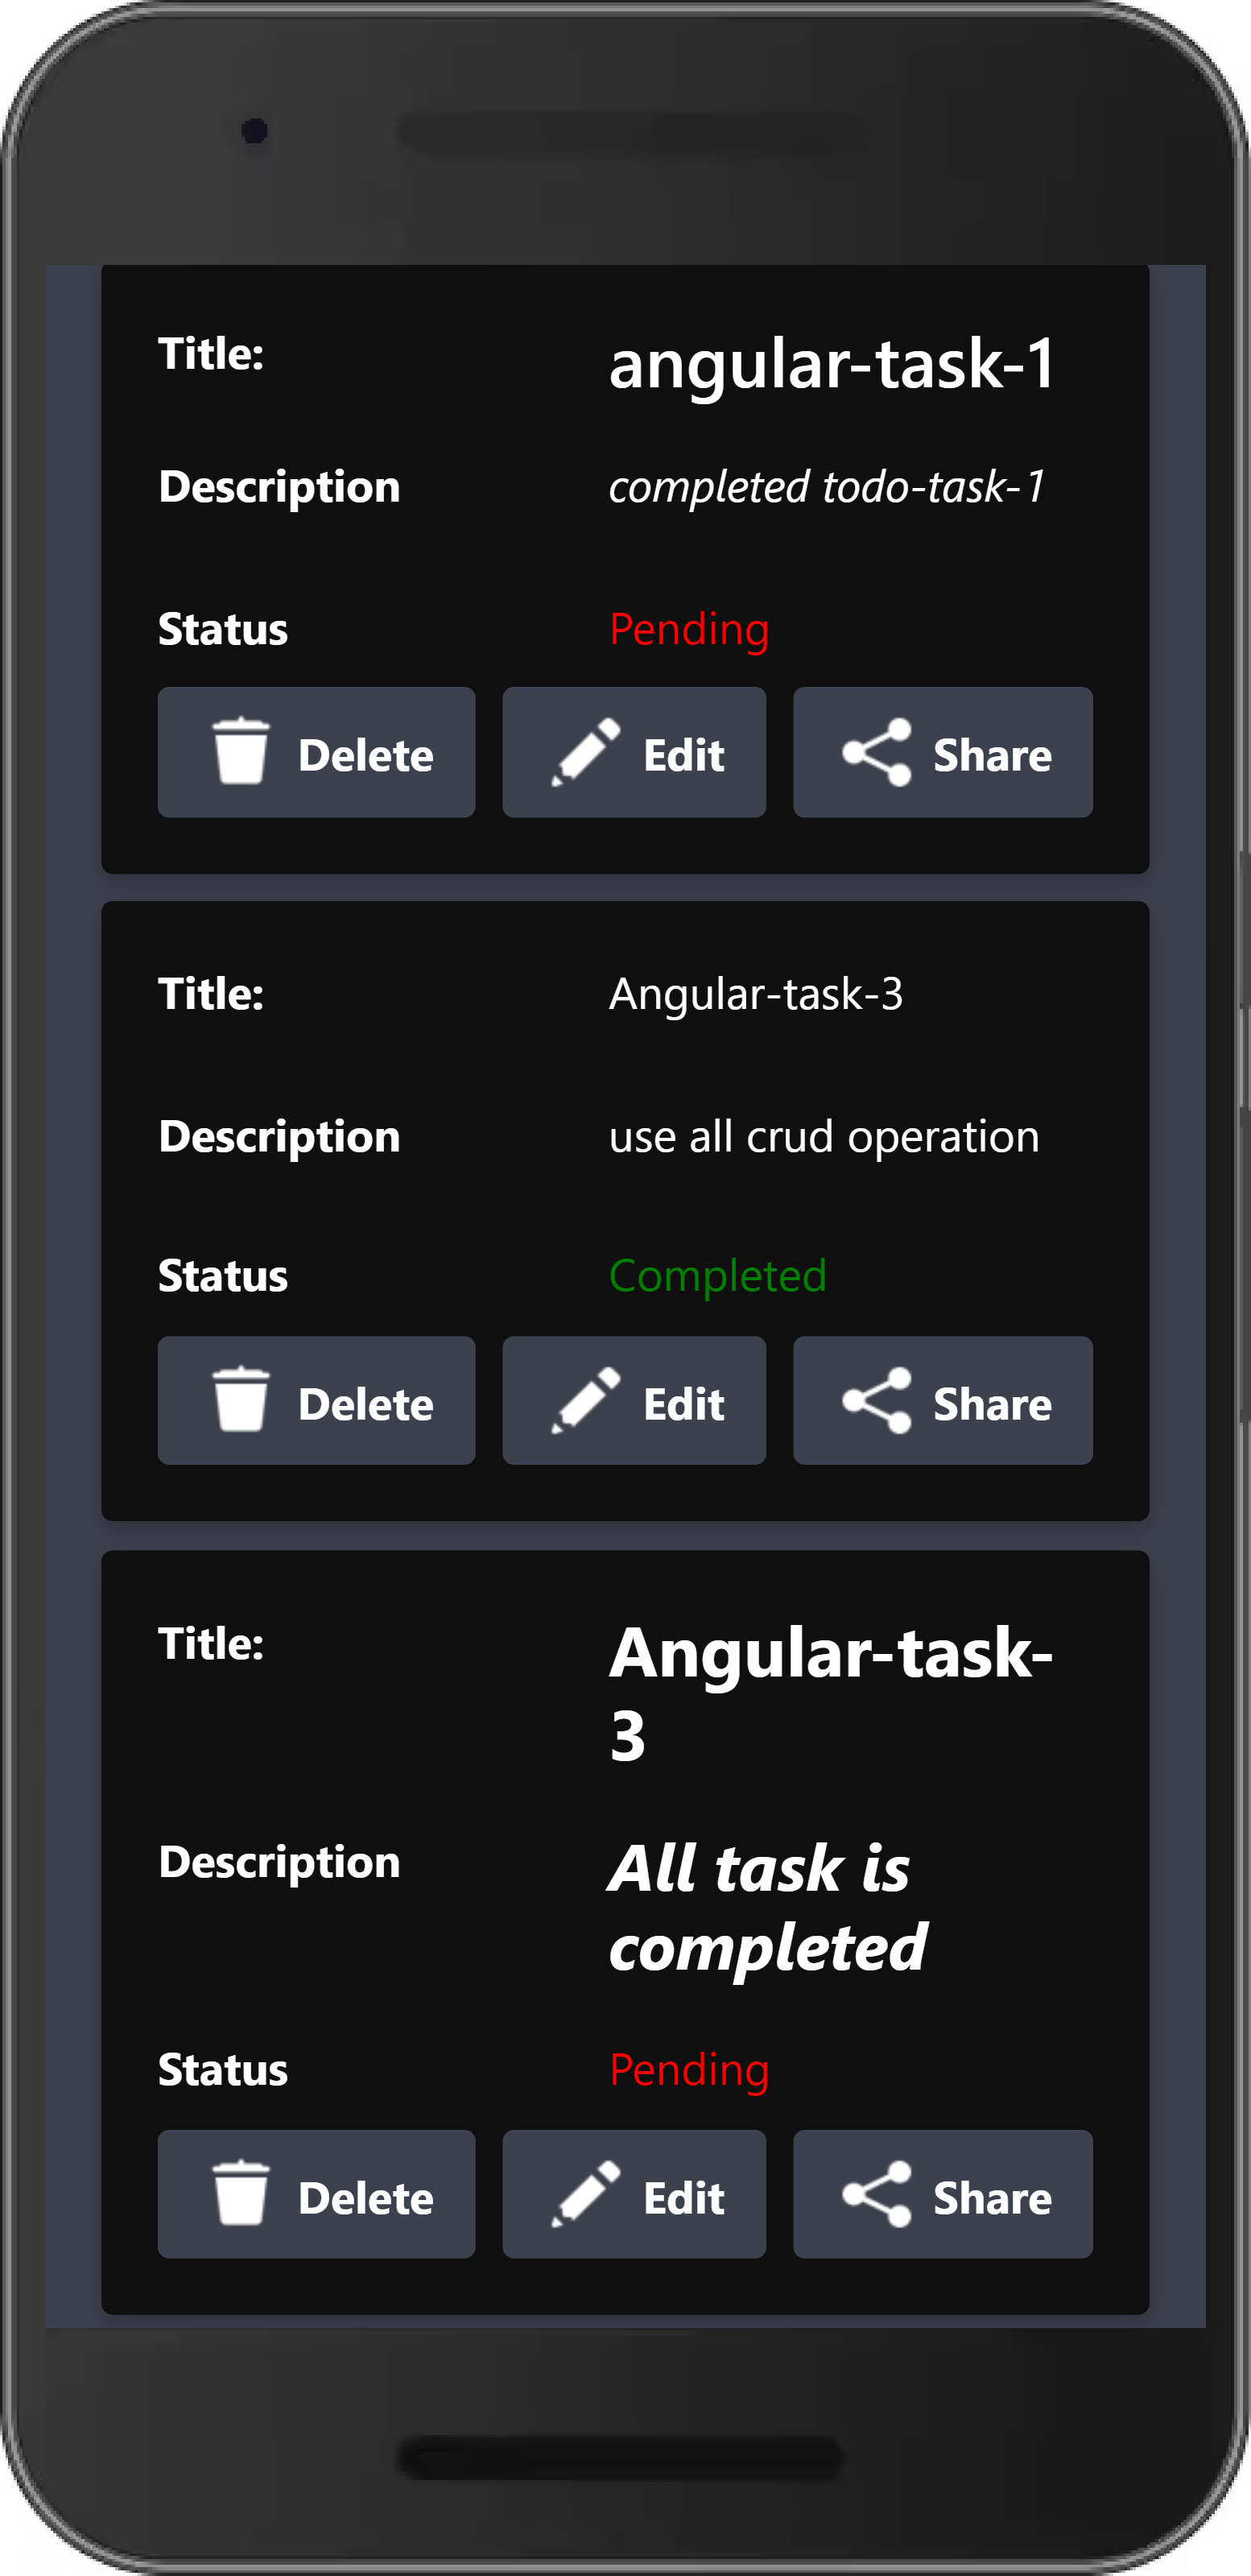 Title: angular-task-1
Description completed todo-task-1
Status Pending
Delete Edit Share
Title: Angular-task-3
Description use all crud operation
Status Completed
Delete Edit Share
Title: Angular-task-
3
Description All task is
completed
Status Pending
Delete Edit Share